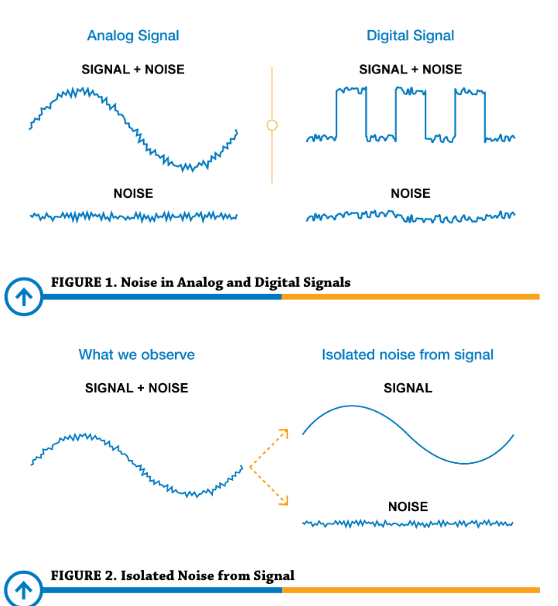 Analog Signal
Digital Signal
SIGNAL + NOISE
SIGNAL + NOISE
NOISE
NOISE
FIGURE 1. Noise in Analog and Digital Signals
What we observe
Isolated noise from signal
SIGNAL + NOISE
SIGNAL
NOISE
FIGURE 2. Isolated Noise from Signal